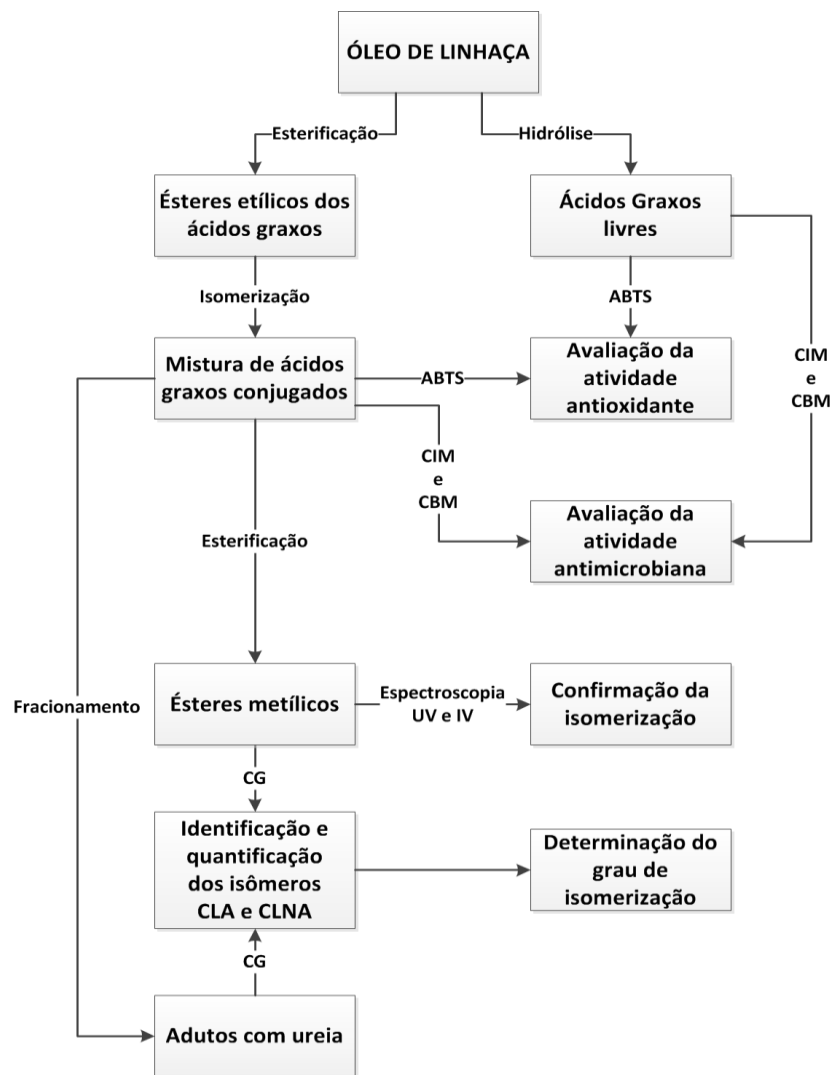 ÓLEO DE LINHAÇA
Esterificação
Hidrólise
Ésteres etílicos dos
ácidos graxos
Ácidos Graxos
livres
Isomerização
ABTS
Mistura de ácidos
graxos conjugados
ABTS
Avaliação da
atividade
antioxidante
CIM
e
CBM
CIM
e
CBM
Avaliação da
atividade
antimicrobiana
Esterificação
Fracionamento
Ésteres metílicos
Espectroscopia
UV e IV
Confirmação da
isomerização
CG
Identificação e
quantificação
dos isômeros
CLA e CLNA
Determinação do
grau de
isomerização
CG
Adutos com ureia